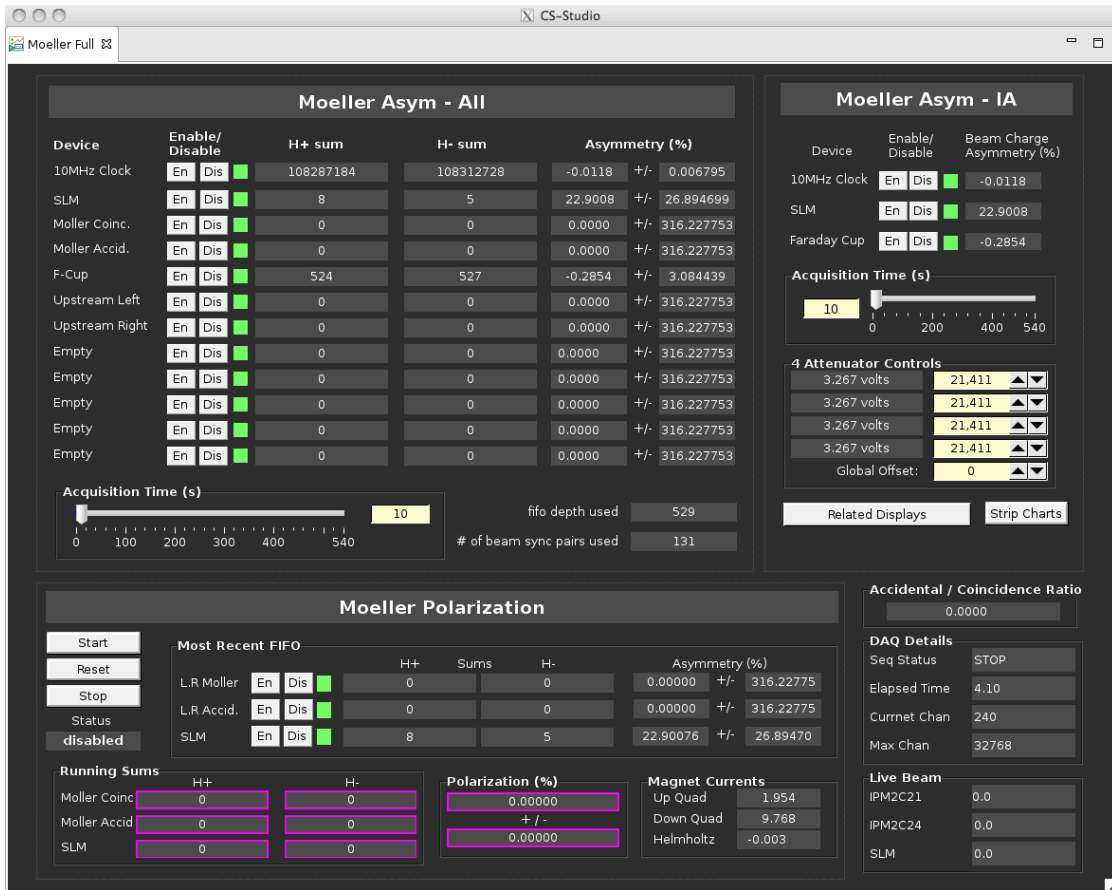 CS-Studio
Moeller Full
Moeller Asym - All
Device Enable/ Disable H+ sum H- sum Asymmetry (%)
10MHz Clock En Dis 108287184 108312728 -0.0118 +/- 0.006795
SLM En Dis 8 5 22.9008 +/- 26.894699
Moller Coinc. En Dis 0 0 0.0000 +/- 316.227753
Moller Accid. En Dis 0 0 0.0000 +/- 316.227753
F-Cup En Dis 524 527 -0.2854 +/- 3.084439
Upstream Left En Dis 0 0 0.0000 +/- 316.227753
Upstream Right En Dis 0 0 0.0000 +/- 316.227753
Empty En Dis 0 0 0.0000 +/- 316.227753
Empty En Dis 0 0 0.0000 +/- 316.227753
Empty En Dis 0 0 0.0000 +/- 316.227753
Empty En Dis 0 0 0.0000 +/- 316.227753
Empty En Dis 0 0 0.0000 +/- 316.227753
Acquisition Time (s)
10
0 100 200 300 400 540
fifo depth used 529
# of beam sync pairs used 131
Moeller Asym - IA
Device Enable/ Disable Beam Charge Asymmetry (%)
10MHz Clock En Dis -0.0118
SLM En Dis 22.9008
Faraday Cup En Dis -0.2854
Acquisition Time (s)
10
0 200 400 540
4 Attenuator Controls
3.267 volts 21,411
3.267 volts 21,411
3.267 volts 21,411
3.267 volts 21,411
Global Offset: 0
Related Displays Strip Charts
Moeller Polarization
Start
Reset
Stop
Status
disabled
Most Recent FIFO
H+ Sums H- Asymmetry (%)
L.R Moller En Dis 0 0 0.00000 +/- 316.22775
L.R Accid. En Dis 0 0 0.00000 +/- 316.22775
SLM En Dis 8 5 22.90076 +/- 26.89470
Running Sums
H+ H-
Moller Coinc 0 0
Moller Accid 0 0
SLM 0 0
Polarization (%)
0.00000
+ / -
0.00000
Magnet Currents
Up Quad 1.954
Down Quad 9.768
Helmholtz -0.003
Accidental / Coincidence Ratio
0.0000
DAQ Details
Seq Status STOP
Elapsed Time 4.10
Currnet Chan 240
Max Chan 32768
Live Beam
IPM2C21 0.0
IPM2C24 0.0
SLM 0.0